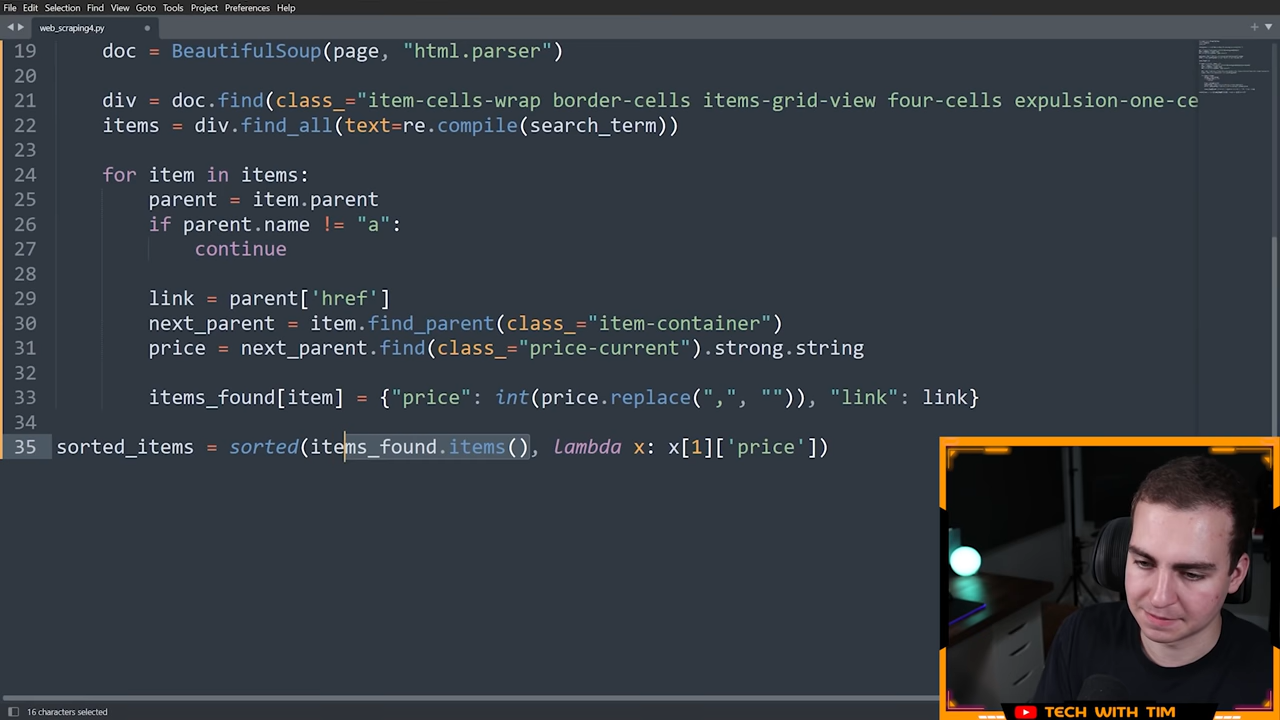 File Edit Selection Find View Goto Tools Project Preferences Help
web_scraping4.py
19 doc = BeautifulSoup(page, "html.parser")
20
21 div = doc.find(class_="item-cells-wrap border-cells items-grid-view four-cells expulsion-one-ce
22 items = div.find_all(text=re.compile(search_term))
23
24 for item in items:
25 parent = item.parent
26 if parent.name != "a":
27 continue
28
29 link = parent['href']
30 next_parent = item.find_parent(class_="item-container")
31 price = next_parent.find(class_="price-current").strong.string
32
33 items_found[item] = {"price": int(price.replace(",", "")), "link": link}
34
35 sorted_items = sorted(items_found.items(), lambda x: x[1]['price'])
16 characters selected
TECH WITH TIM